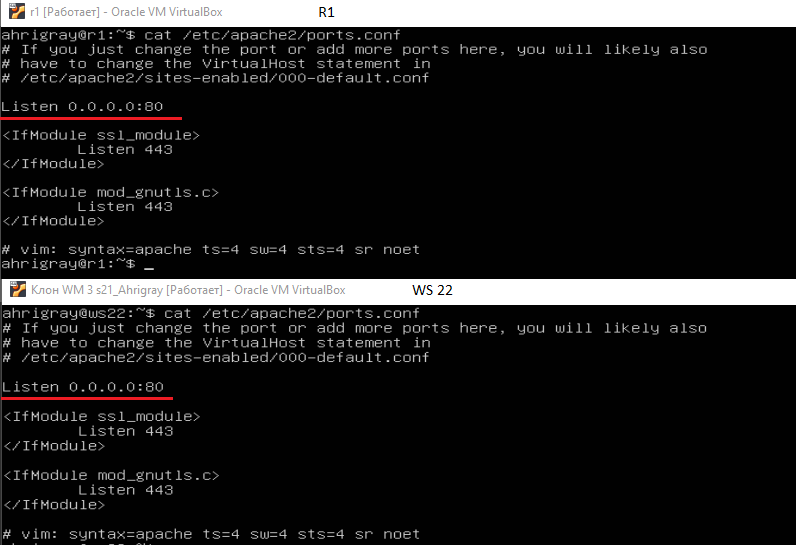 r1 [Работает] - Oracle VM VirtualBox R1
ahrigray@r1:~$ cat /etc/apache2/ports.conf
# If you just change the port or add more ports here, you will likely also
# have to change the VirtualHost statement in
# /etc/apache2/sites-enabled/000-default.conf
Listen 0.0.0.0:80
<IfModule ssl_module>
        Listen 443
</IfModule>
<IfModule mod_gnutls.c>
        Listen 443
</IfModule>
# vim: syntax=apache ts=4 sw=4 sts=4 sr noet
ahrigray@r1:~$ _
Клон WM 3 s21_Ahrigray [Работает] - Oracle VM VirtualBox WS 22
ahrigray@ws22:~$ cat /etc/apache2/ports.conf
# If you just change the port or add more ports here, you will likely also
# have to change the VirtualHost statement in
# /etc/apache2/sites-enabled/000-default.conf
Listen 0.0.0.0:80
<IfModule ssl_module>
        Listen 443
</IfModule>
<IfModule mod_gnutls.c>
        Listen 443
</IfModule>
# vim: syntax=apache ts=4 sw=4 sts=4 sr noet